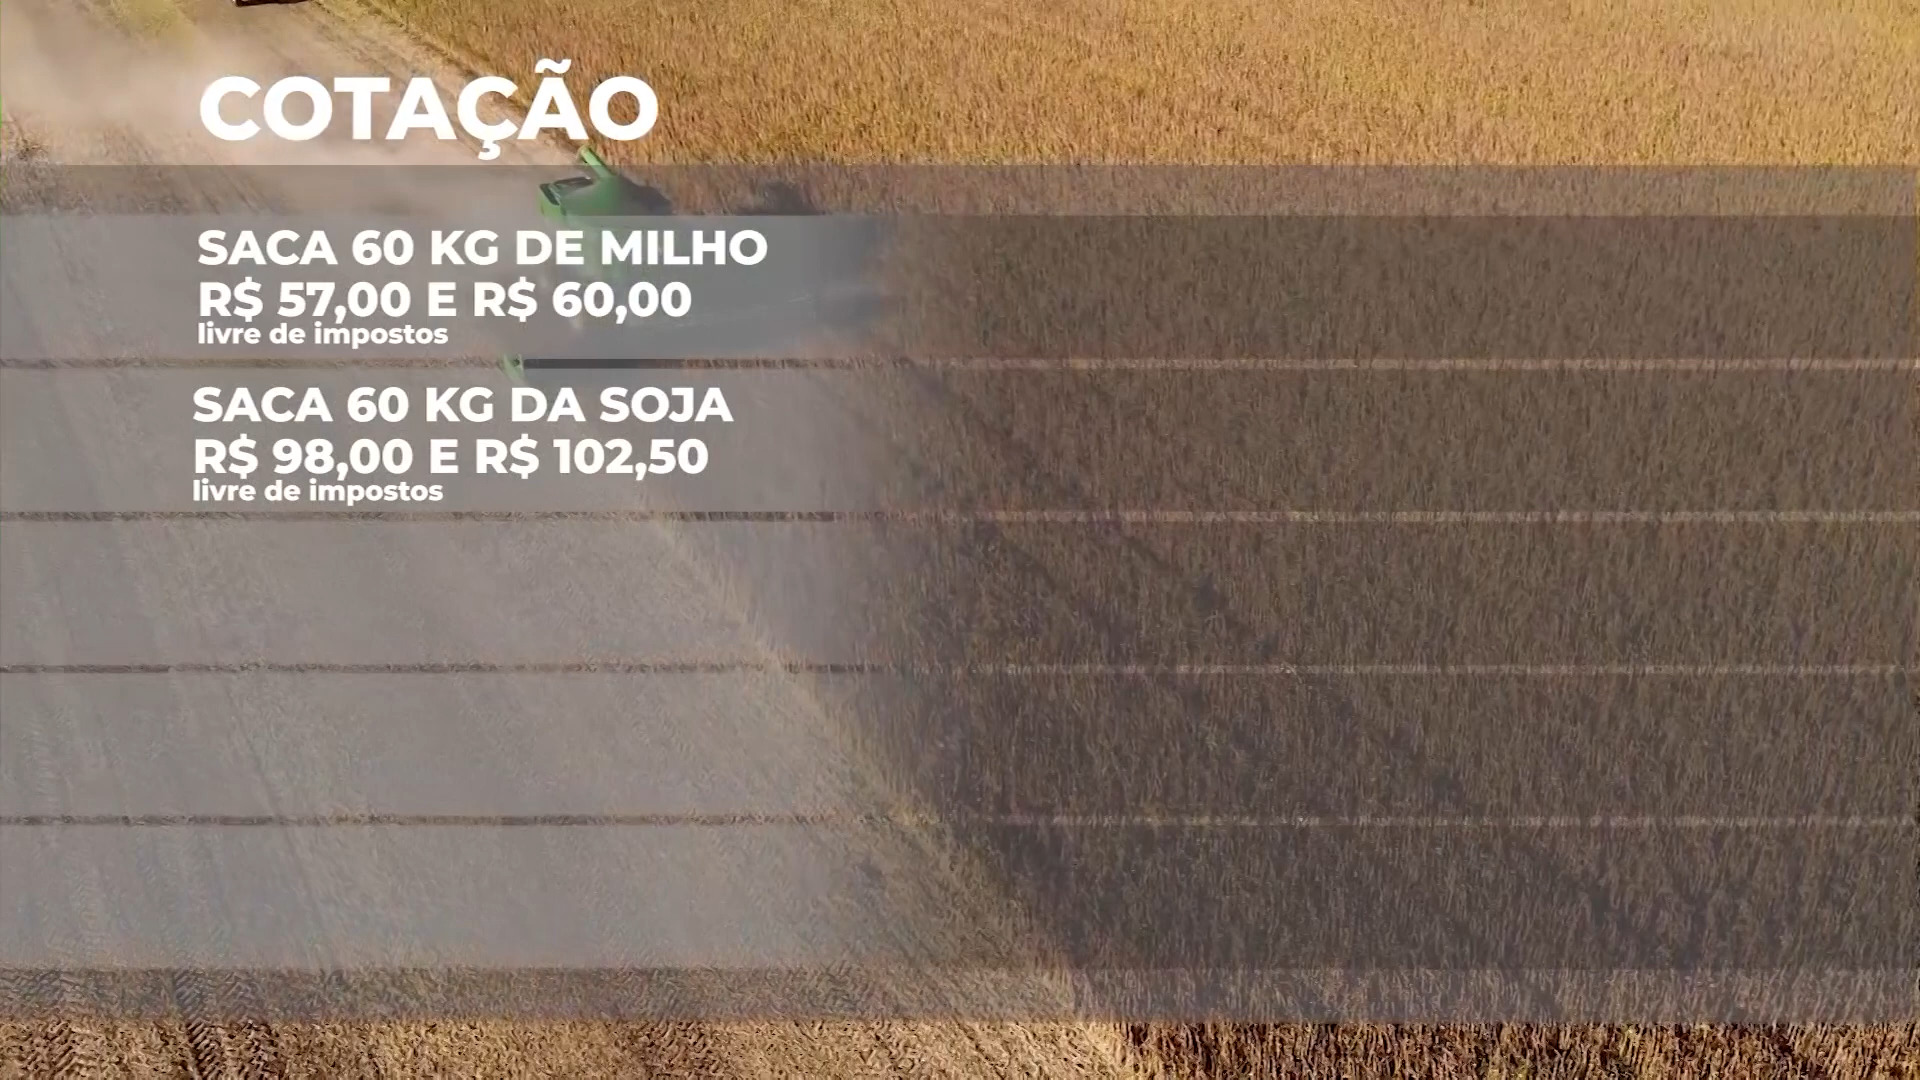 COTAÇÃO
SACA 60 KG DE MILHO
R$ 57,00 E R$ 60,00
livre de impostos
SACA 60 KG DA SOJA
R$ 98,00 E R$ 102,50
livre de impostos